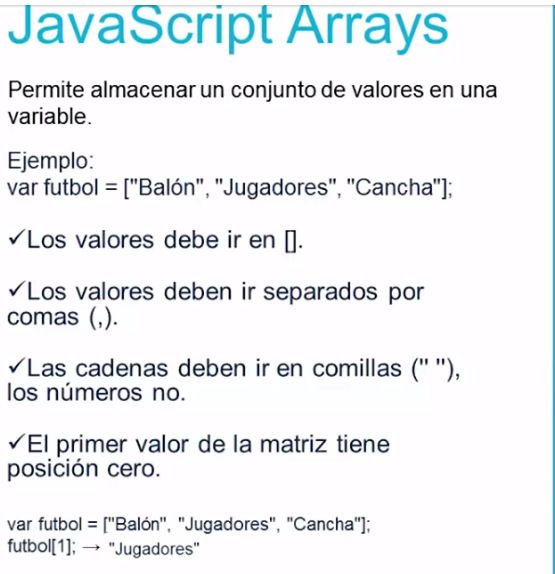 JavaScript Arrays
Permite almacenar un conjunto de valores en una
variable.
Ejemplo:
var futbol = ["Balón", "Jugadores", "Cancha"];
✓Los valores debe ir en [].
✓Los valores deben ir separados por
comas (,).
✓Las cadenas deben ir en comillas (" "),
los números no.
✓El primer valor de la matriz tiene
posición cero.
var futbol = ["Balón", "Jugadores", "Cancha"];
futbol[1]; → "Jugadores"